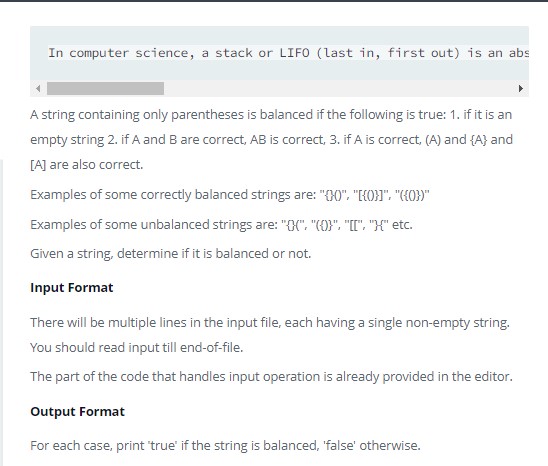 In computer science, a stack or LIFO (last in, first out) is an abs
A string containing only parentheses is balanced if the following is true: 1. if it is an
empty string 2. if A and B are correct, AB is correct, 3. if A is correct, (A) and {A} and
[A] are also correct.
Examples of some correctly balanced strings are: "{}()", "[{()}]", "({()})"
Examples of some unbalanced strings are: "{}(", "({)}", "[[", "}{" etc.
Given a string, determine if it is balanced or not.
Input Format
There will be multiple lines in the input file, each having a single non-empty string.
You should read input till end-of-file.
The part of the code that handles input operation is already provided in the editor.
Output Format
For each case, print 'true' if the string is balanced, 'false' otherwise.